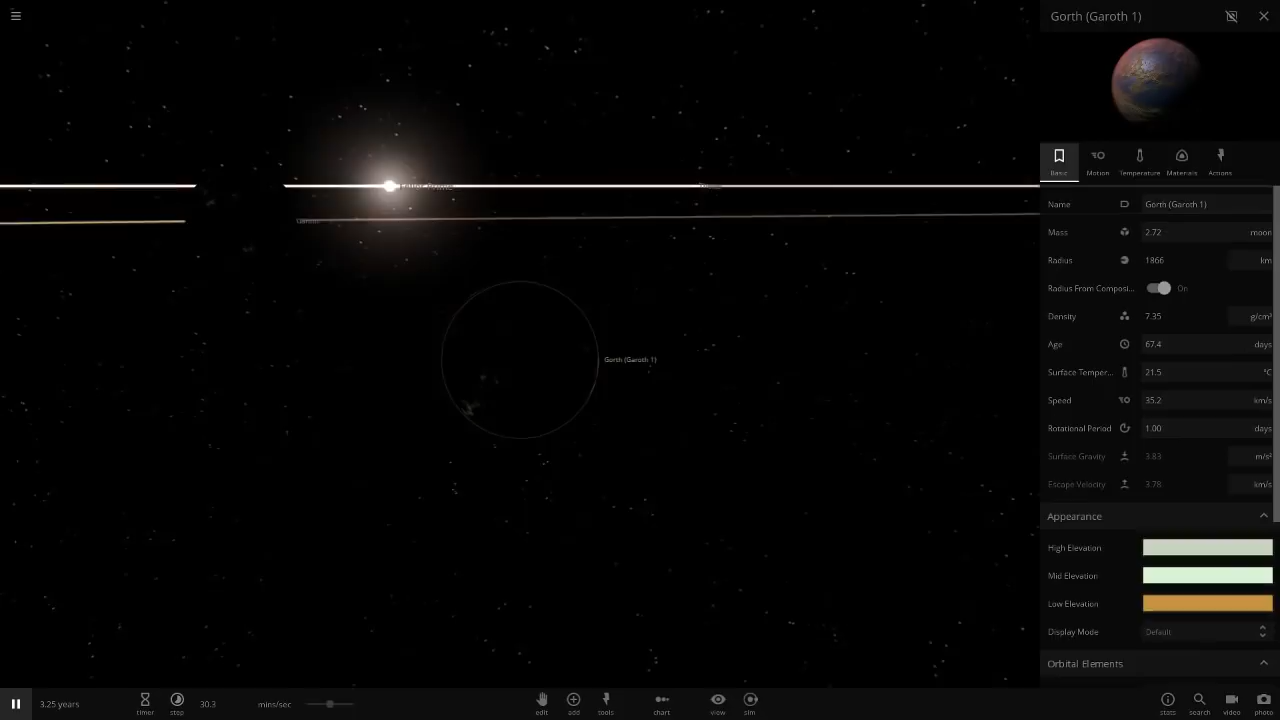 Gorth (Garoth 1)
Basic
Motion
Temperature
Materials
Actions
Name
Gorth (Garoth 1)
Mass
2.72
moon
Radius
1866
km
Radius From Composi...
On
Density
7.35
g/cm³
Age
67.4
days
Surface Temper...
21.5
°C
Speed
35.2
km/s
Rotational Period
1.00
days
Surface Gravity
3.83
m/s²
Escape Velocity
3.78
km/s
Gorth (Garoth 1)
Appearance
High Elevation
Mid Elevation
Low Elevation
Display Mode
Default
Orbital Elements
3.25 years
timer
step
30.3
mins/sec
edit
add
tools
chart
view
sim
stats
search
video
photo